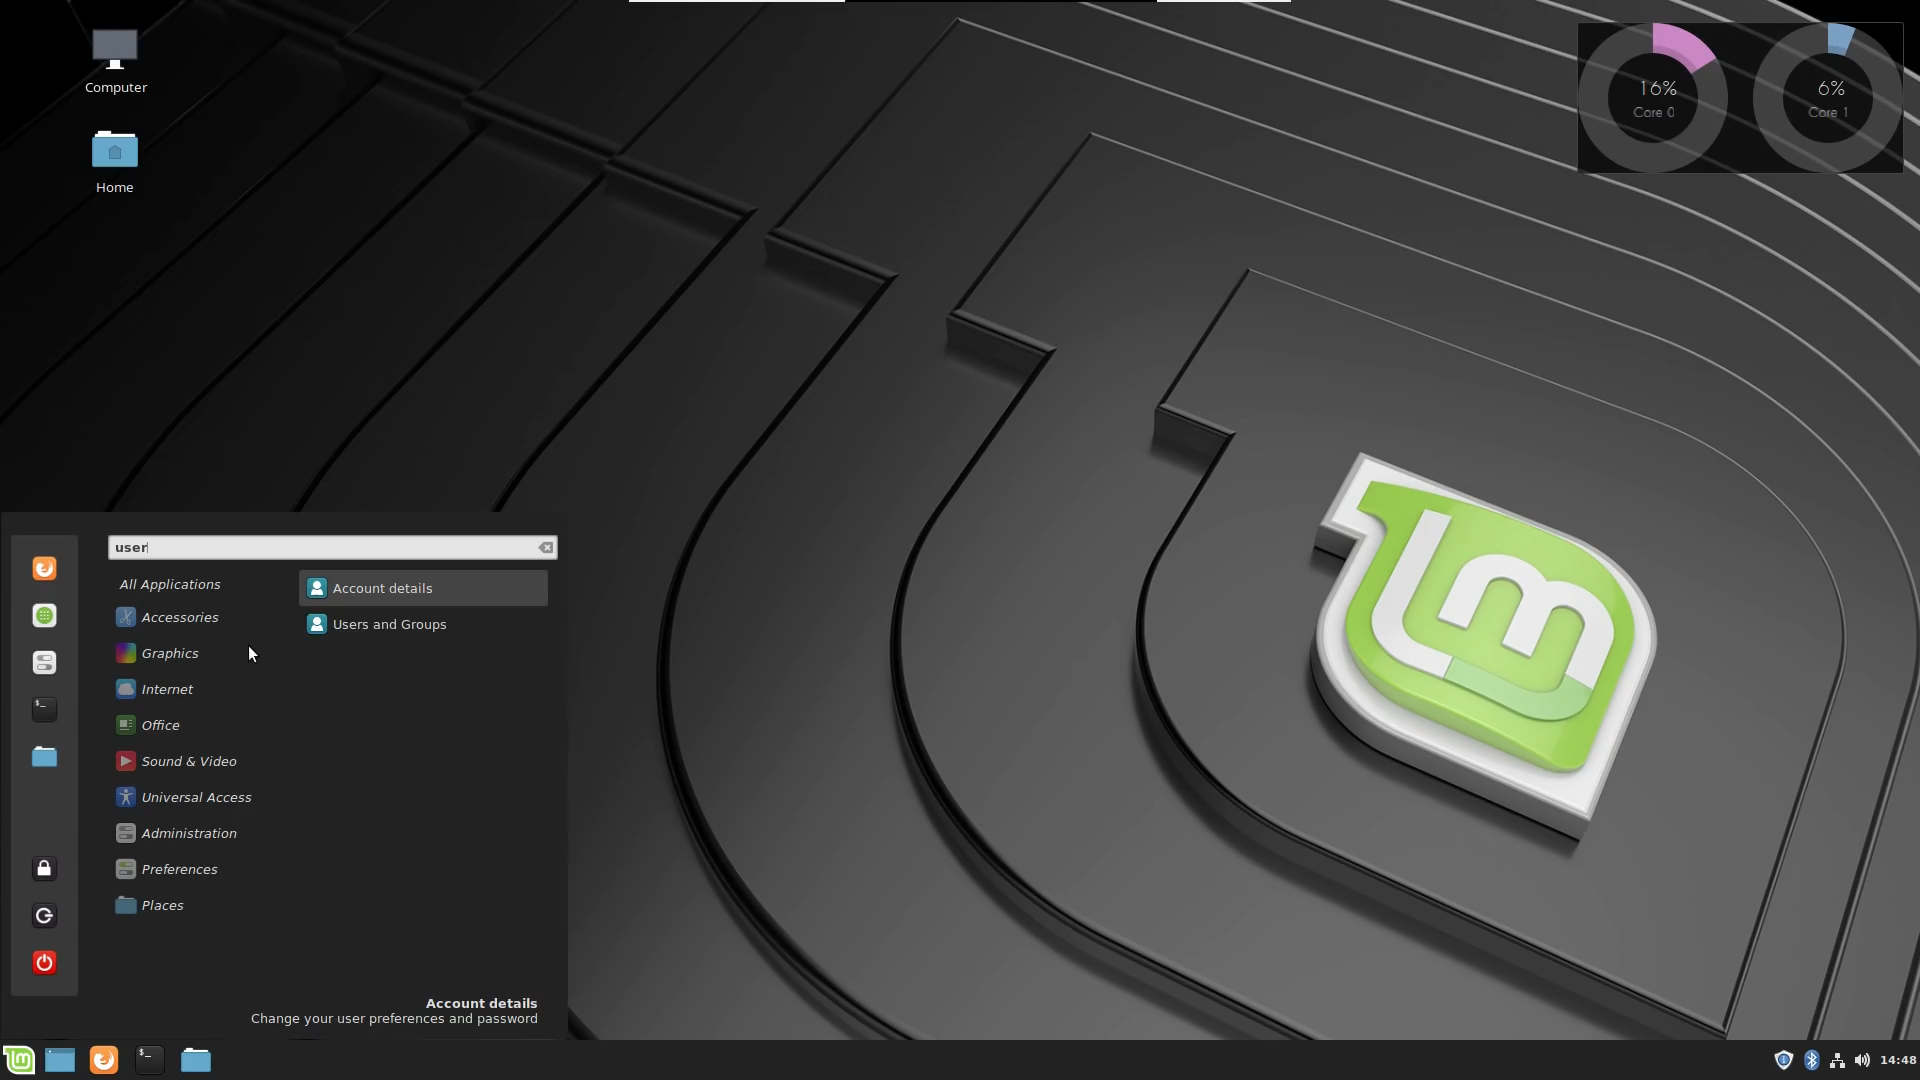 Computer
Home
16%
Core 0
6%
Core 1
user
All Applications
Accessories
Graphics
Internet
Office
Sound & Video
Universal Access
Administration
Preferences
Places
Account details
Users and Groups
Account details
Change your user preferences and password
14:48